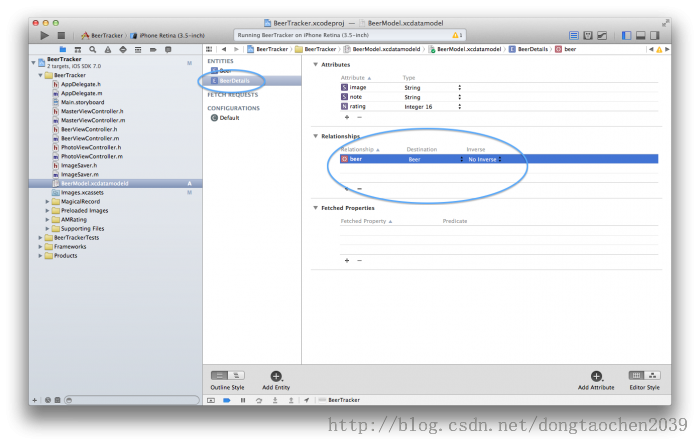 BeerTracker.xcodeproj — BeerModel.xcdatamodel
BeerTracker
iPhone Retina (3.5-inch)
Running BeerTracker on iPhone Retina (3.5-inch)
1
BeerTracker
BeerTracker
BeerModel.xcdatamodeld
BeerModel.xcdatamodel
E BeerDetails
O beer
BeerTracker
2 targets, iOS SDK 7.0
M
BeerTracker
h AppDelegate.h
m AppDelegate.m
Main.storyboard
h MasterViewController.h
m MasterViewController.m
h BeerViewController.h
m BeerViewController.m
h PhotoViewController.h
m PhotoViewController.m
h ImageSaver.h
m ImageSaver.m
BeerModel.xcdatamodeld
A
Images.xcassets
M
MagicalRecord
Preloaded Images
AMRating
Supporting Files
BeerTrackerTests
Frameworks
Products
ENTITIES
E Beer
E BeerDetails
FETCH REQUESTS
CONFIGURATIONS
C Default
Attributes
Attribute
Type
S image
String
S note
String
N rating
Integer 16
+ −
Relationships
Relationship
Destination
Inverse
O beer
Beer
No Inverse
+ −
Fetched Properties
Fetched Property
Predicate
+ −
Outline Style
Add Entity
Add Attribute
Editor Style
BeerTracker
http://blog.csdn.net/dongtaochen2039